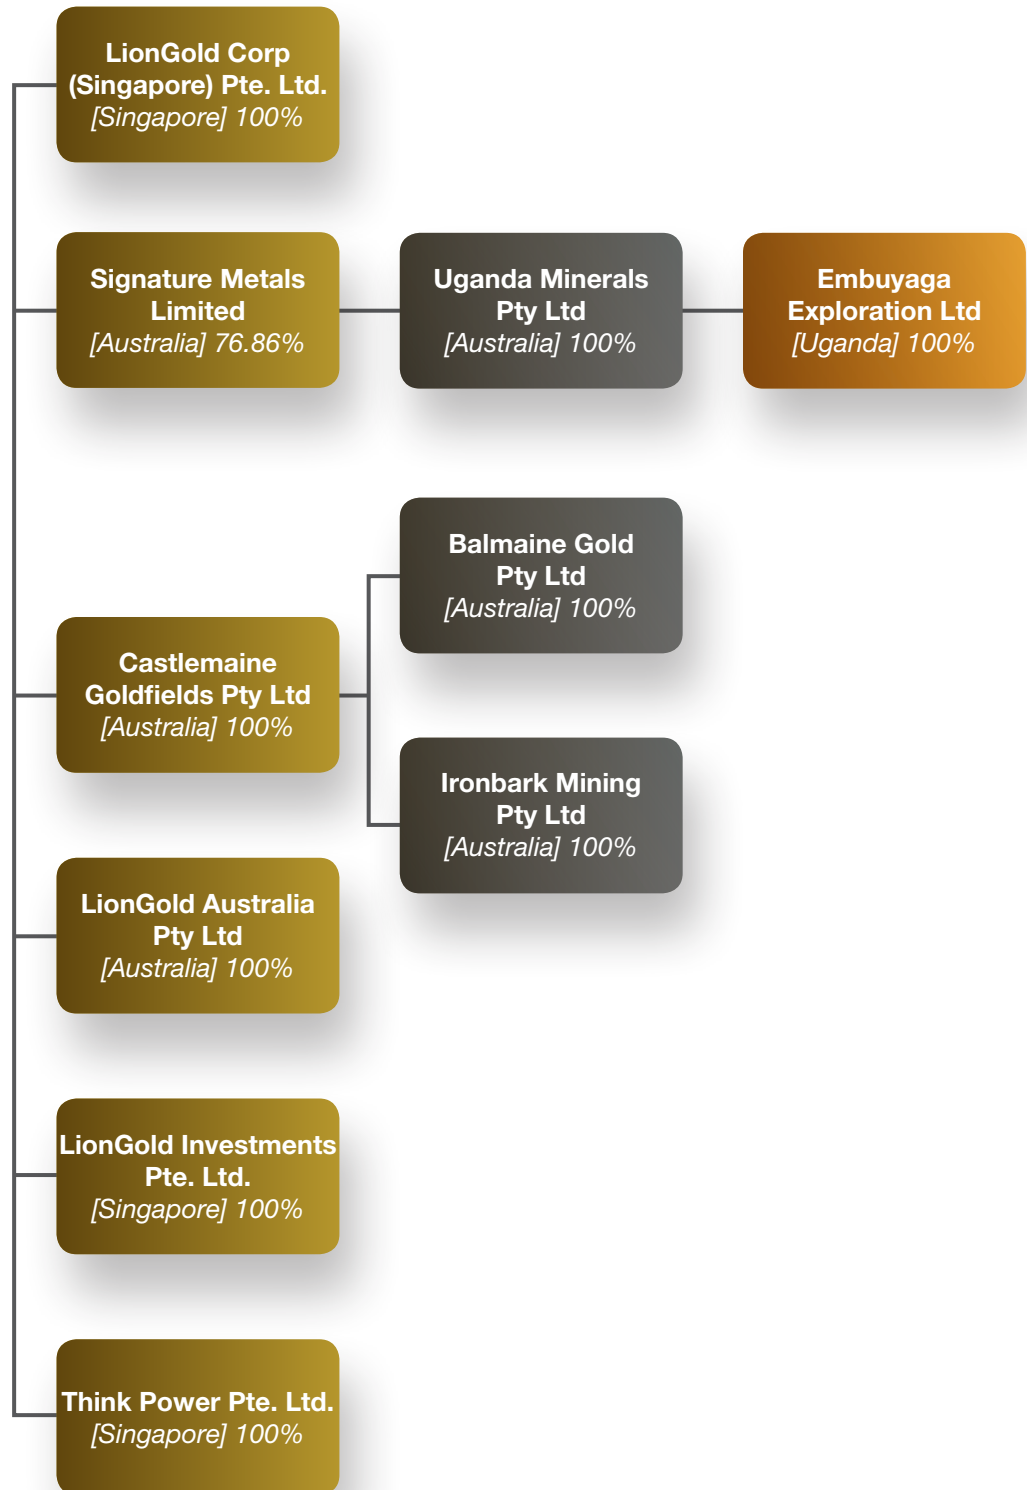 LionGold Corp
(Singapore) Pte. Ltd.
[Singapore] 100%
Signature Metals
Limited
[Australia] 76.86%
Uganda Minerals
Pty Ltd
[Australia] 100%
Embuyaga
Exploration Ltd
[Uganda] 100%
Castlemaine
Goldfields Pty Ltd
[Australia] 100%
Balmaine Gold
Pty Ltd
[Australia] 100%
Ironbark Mining
Pty Ltd
[Australia] 100%
LionGold Australia
Pty Ltd
[Australia] 100%
LionGold Investments
Pte. Ltd.
[Singapore] 100%
Think Power Pte. Ltd.
[Singapore] 100%